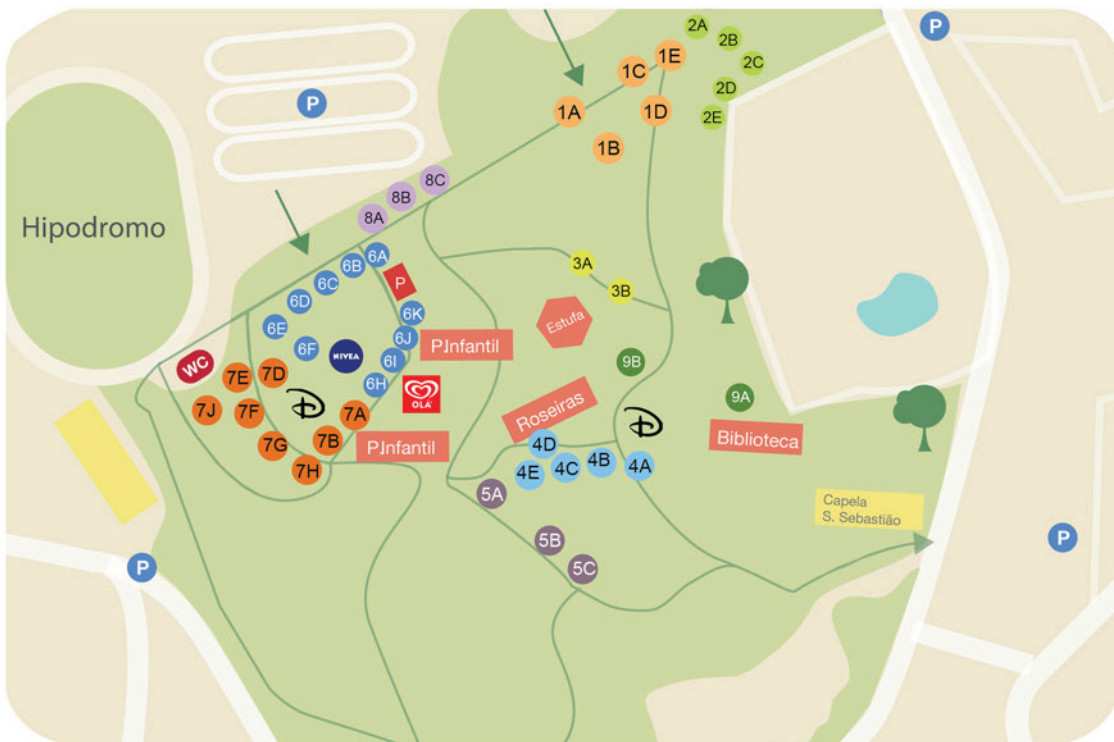 2A
2B
P
1E
2C
1C
2D
P
1A
1D
2E
1B
8C
8B
8A
Hipodromo
6A
6B
3A
6C
P
3B
6D
6K
Estufa
6E
6J
6F
NIVEA
P.Infantil
6I
9B
WC
7E
7D
6H
OLÁ
9A
7J
7F
D
7A
Roseiras
7B
P.Infantil
D
Biblioteca
7G
4D
7H
4E
4C
4B
4A
5A
Capela
S. Sebastião
5B
P
P
5C